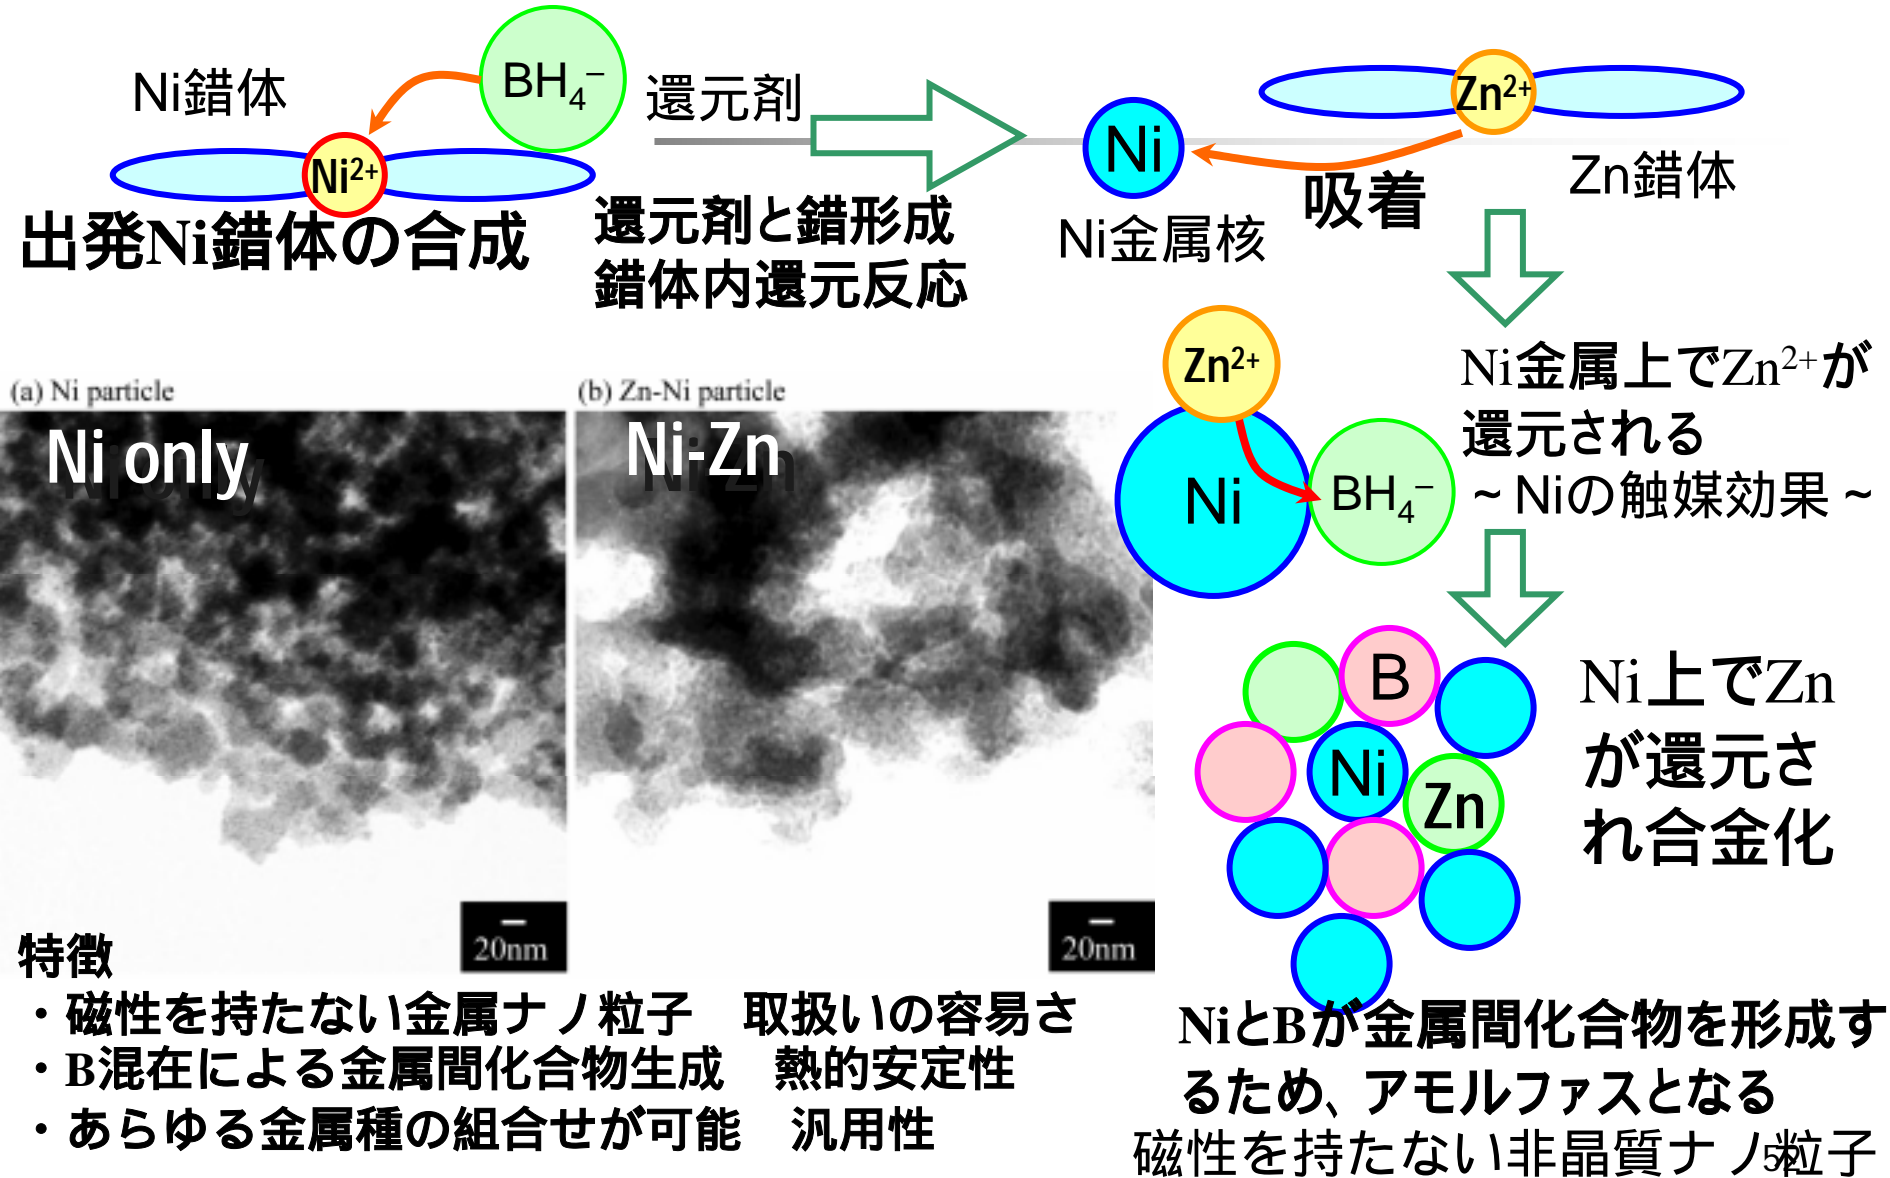 Ni錯体
BH₄⁻
還元剤
Ni²⁺
出発Ni錯体の合成
還元剤と錯形成
錯体内還元反応
Ni
Ni金属核
Zn²⁺
吸着
Zn錯体
Zn²⁺
Ni
BH₄⁻
Ni金属上でZn²⁺が
還元される
~ Niの触媒効果 ~
(a) Ni particle
Ni only
20nm
(b) Zn-Ni particle
Ni-Zn
20nm
B
Ni
Zn
Ni上でZn
が還元さ
れ合金化
特徴
・磁性を持たない金属ナノ粒子 取扱いの容易さ
・B混在による金属間化合物生成 熱的安定性
・あらゆる金属種の組合せが可能 汎用性
NiとBが金属間化合物を形成す
るため、アモルファスとなる
磁性を持たない非晶質ナノ粒子